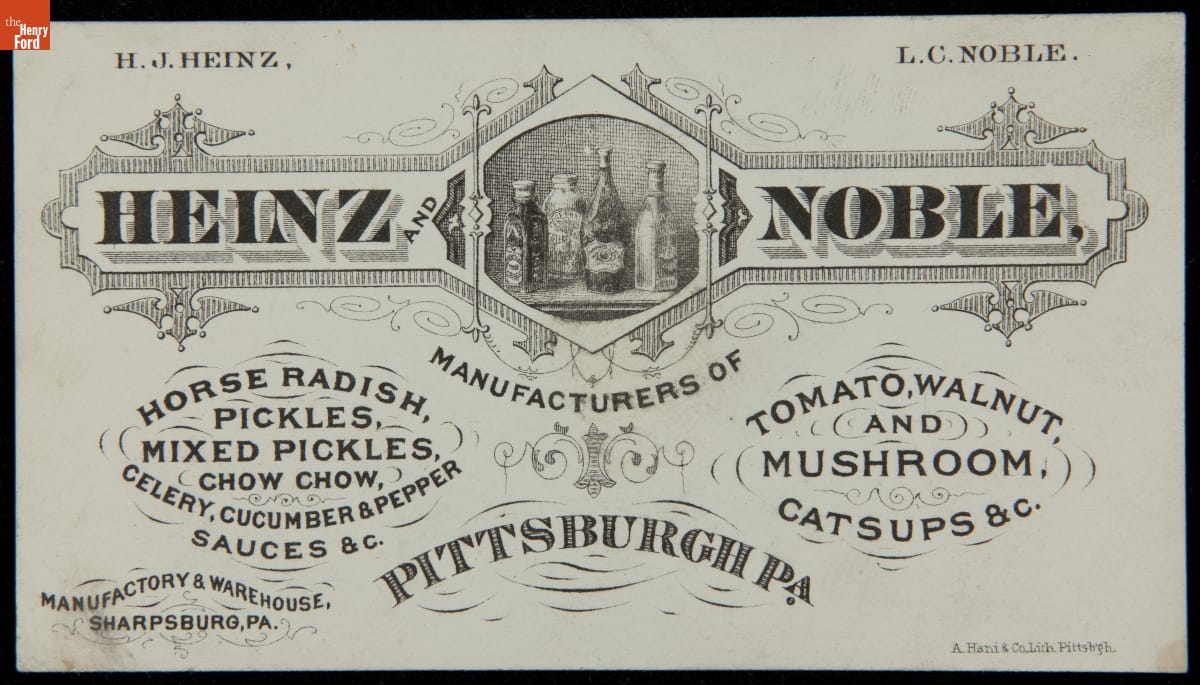 the
Henry
Ford
H. J. HEINZ,
L. C. NOBLE.
HEINZ AND NOBLE,
MANUFACTURERS OF
HORSE RADISH,
PICKLES,
MIXED PICKLES,
CHOW CHOW,
CELERY, CUCUMBER & PEPPER
SAUCES &C.
TOMATO, WALNUT,
AND
MUSHROOM,
CATSUPS &C.
PITTSBURGH PA.
MANUFACTORY & WAREHOUSE,
SHARPSBURG, PA.
A. Hani & Co. Lith. Pittsb'gh.